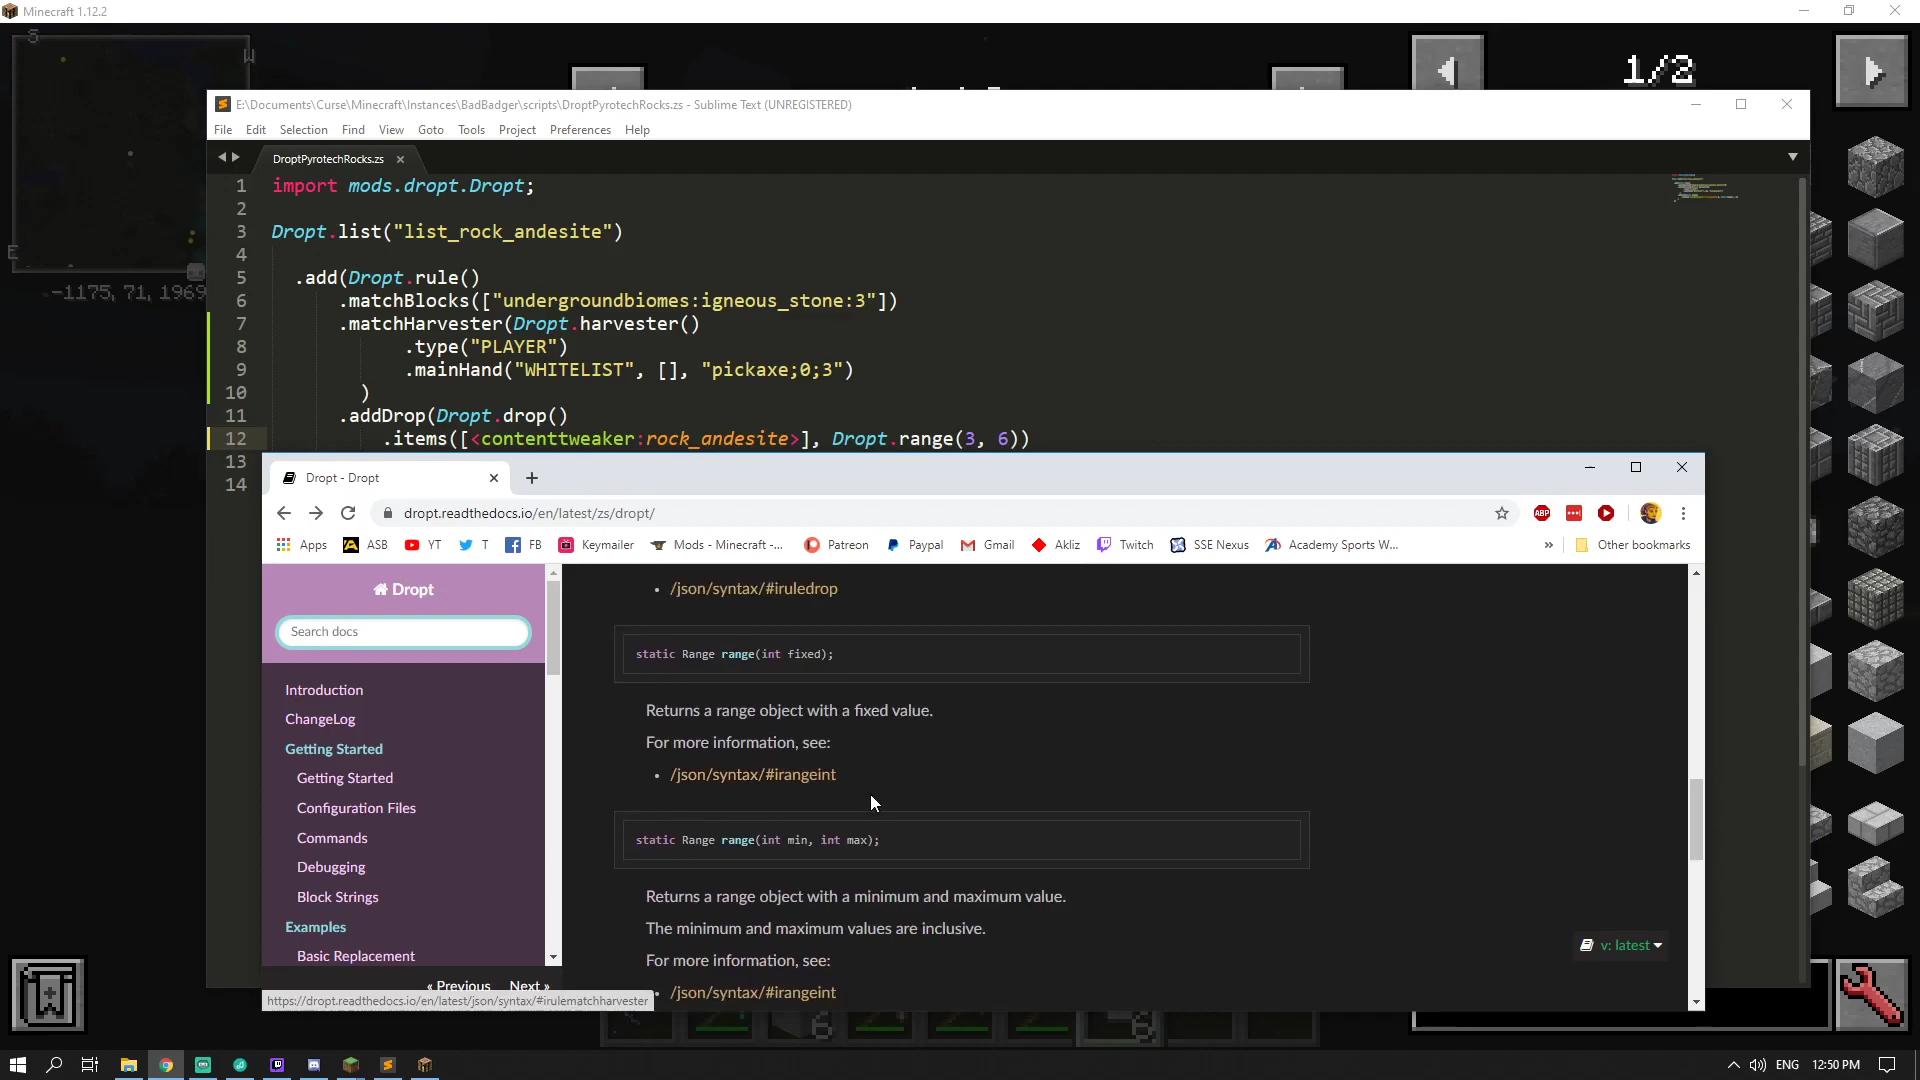 Minecraft 1.12.2
S
W
E
-1175, 71, 1969
1/2
E:\Documents\Curse\Minecraft\Instances\BadBadger\scripts\DroptPyrotechRocks.zs - Sublime Text (UNREGISTERED)
File Edit Selection Find View Goto Tools Project Preferences Help
DroptPyrotechRocks.zs
1 import mods.dropt.Dropt;
2
3 Dropt.list("list_rock_andesite")
4
5 .add(Dropt.rule()
6 .matchBlocks(["undergroundbiomes:igneous_stone:3"])
7 .matchHarvester(Dropt.harvester()
8 .type("PLAYER")
9 .mainHand("WHITELIST", [], "pickaxe;0;3")
10 )
11 .addDrop(Dropt.drop()
12 .items([<contenttweaker:rock_andesite>], Dropt.range(3, 6))
13
14
Dropt - Dropt
dropt.readthedocs.io/en/latest/zs/dropt/
ABP
Apps ASB YT T FB Keymailer Mods - Minecraft -... Patreon Paypal Gmail Akliz Twitch SSE Nexus Academy Sports W... » Other bookmarks
Dropt
Search docs
Introduction
ChangeLog
Getting Started
Getting Started
Configuration Files
Commands
Debugging
Block Strings
Examples
Basic Replacement
« Previous Next »
https://dropt.readthedocs.io/en/latest/json/syntax/#irulematchharvester
• /json/syntax/#iruledrop
static Range range(int fixed);
Returns a range object with a fixed value.
For more information, see:
• /json/syntax/#irangeint
static Range range(int min, int max);
Returns a range object with a minimum and maximum value.
The minimum and maximum values are inclusive.
For more information, see:
• /json/syntax/#irangeint
v: latest
6
6
ENG 12:50 PM